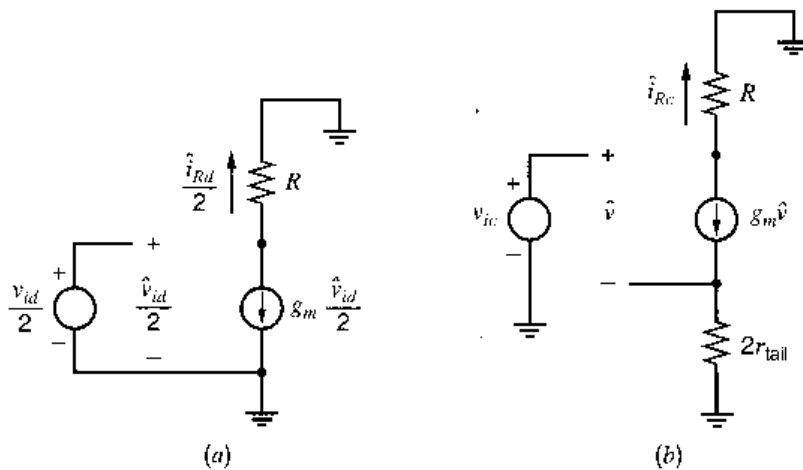 î_Rd/2
R
v_id/2
+
−
+
v̂_id/2
−
g_m v̂_id/2
(a)
î_Rc
R
v_ic
+
−
+
v̂
−
g_m v̂
2r_tail
(b)